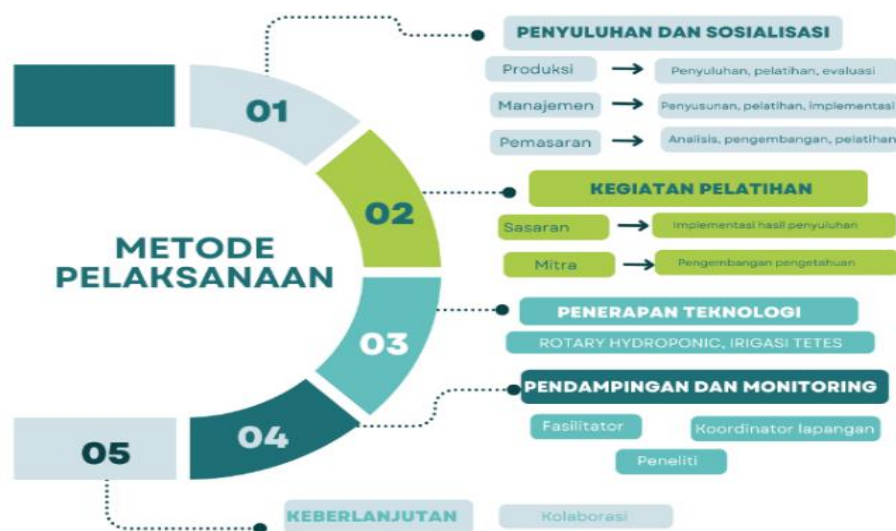 PENYULUHAN DAN SOSIALISASI
01
Produksi → Penyuluhan, pelatihan, evaluasi
Manajemen → Penyusunan, pelatihan, implementasi
Pemasaran → Analisis, pengembangan, pelatihan
02
KEGIATAN PELATIHAN
Sasaran → Implementasi hasil penyuluhan
Mitra → Pengembangan pengetahuan
METODE
PELAKSANAAN
03
PENERAPAN TEKNOLOGI
ROTARY HYDROPONIC, IRIGASI TETES
04
PENDAMPINGAN DAN MONITORING
Fasilitator
Koordinator lapangan
Peneliti
05
KEBERLANJUTAN
Kolaborasi